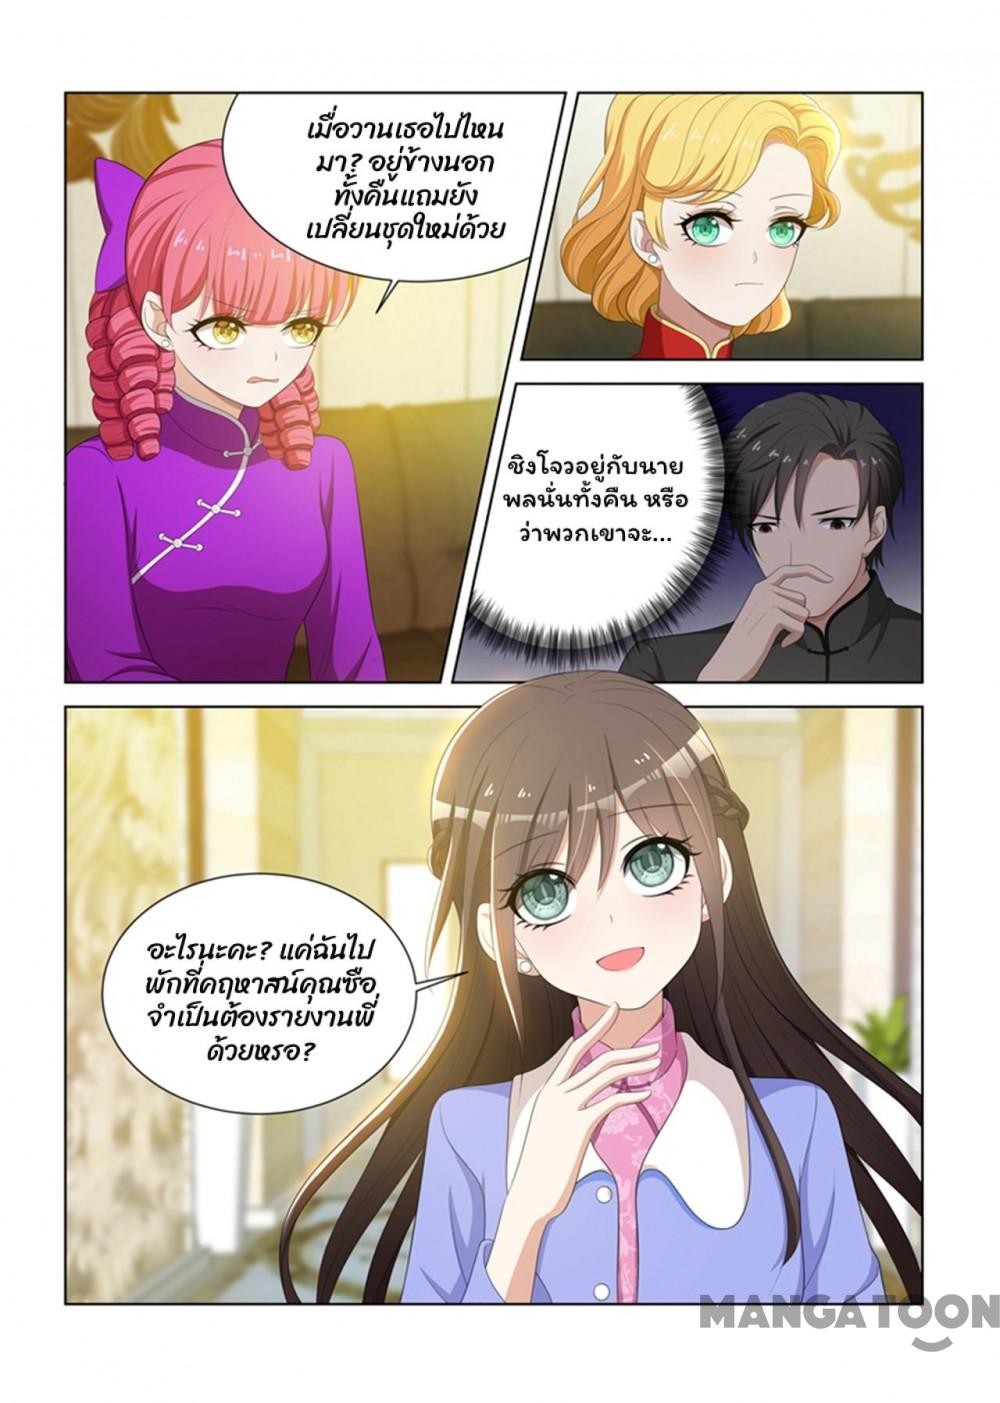 เมื่อวานเธอไปไหน
มา? อยู่ข้างนอก
ทั้งคืนแถมยัง
เปลี่ยนชุดใหม่ด้วย
ชิงโจวอยู่กับนาย
พลนั่นทั้งคืน หรือ
ว่าพวกเขาจะ...
อะไรนะคะ? แค่ฉันไป
พักที่คฤหาสน์คุณซือ
จำเป็นต้องรายงานพี่
ด้วยหรอ?
MANGATOON